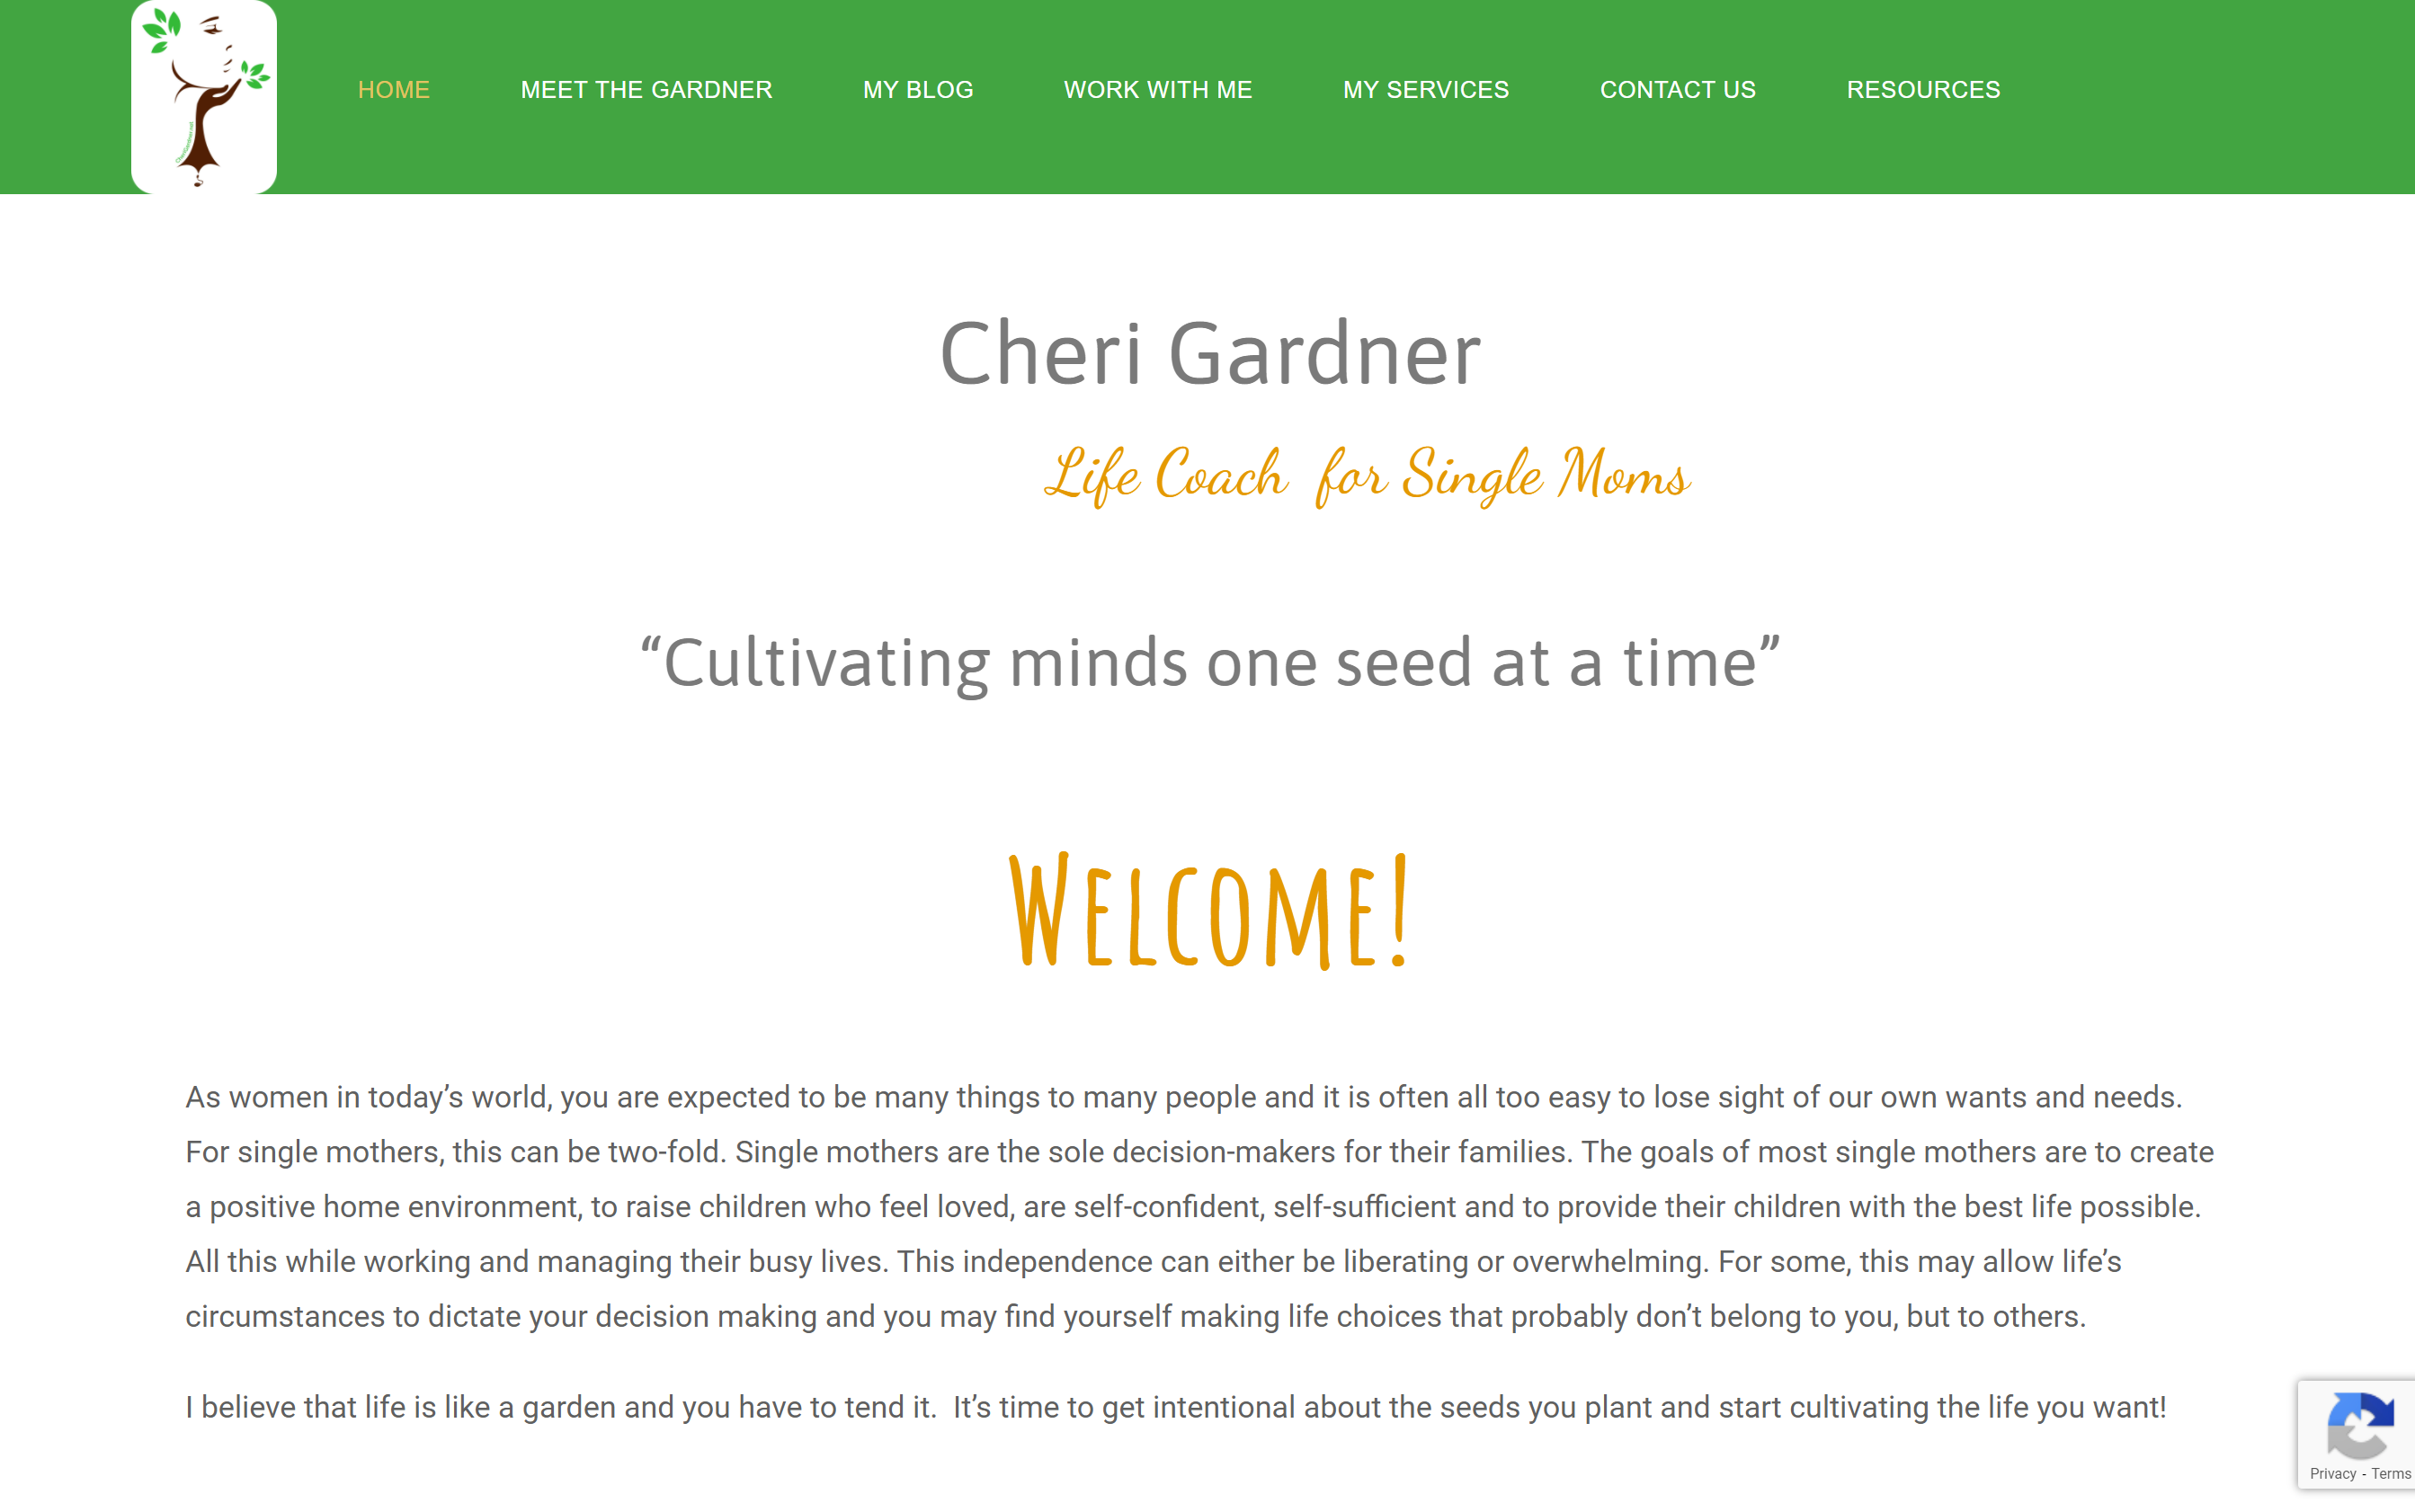 HOME
MEET THE GARDNER
MY BLOG
WORK WITH ME
MY SERVICES
CONTACT US
RESOURCES
Cheri Gardner
Life Coach for Single Moms
“Cultivating minds one seed at a time”
Welcome!
As women in today’s world, you are expected to be many things to many people and it is often all too easy to lose sight of our own wants and needs.
For single mothers, this can be two-fold. Single mothers are the sole decision-makers for their families. The goals of most single mothers are to create
a positive home environment, to raise children who feel loved, are self-confident, self-sufficient and to provide their children with the best life possible.
All this while working and managing their busy lives. This independence can either be liberating or overwhelming. For some, this may allow life’s
circumstances to dictate your decision making and you may find yourself making life choices that probably don’t belong to you, but to others.
I believe that life is like a garden and you have to tend it. It’s time to get intentional about the seeds you plant and start cultivating the life you want!
Privacy - Terms